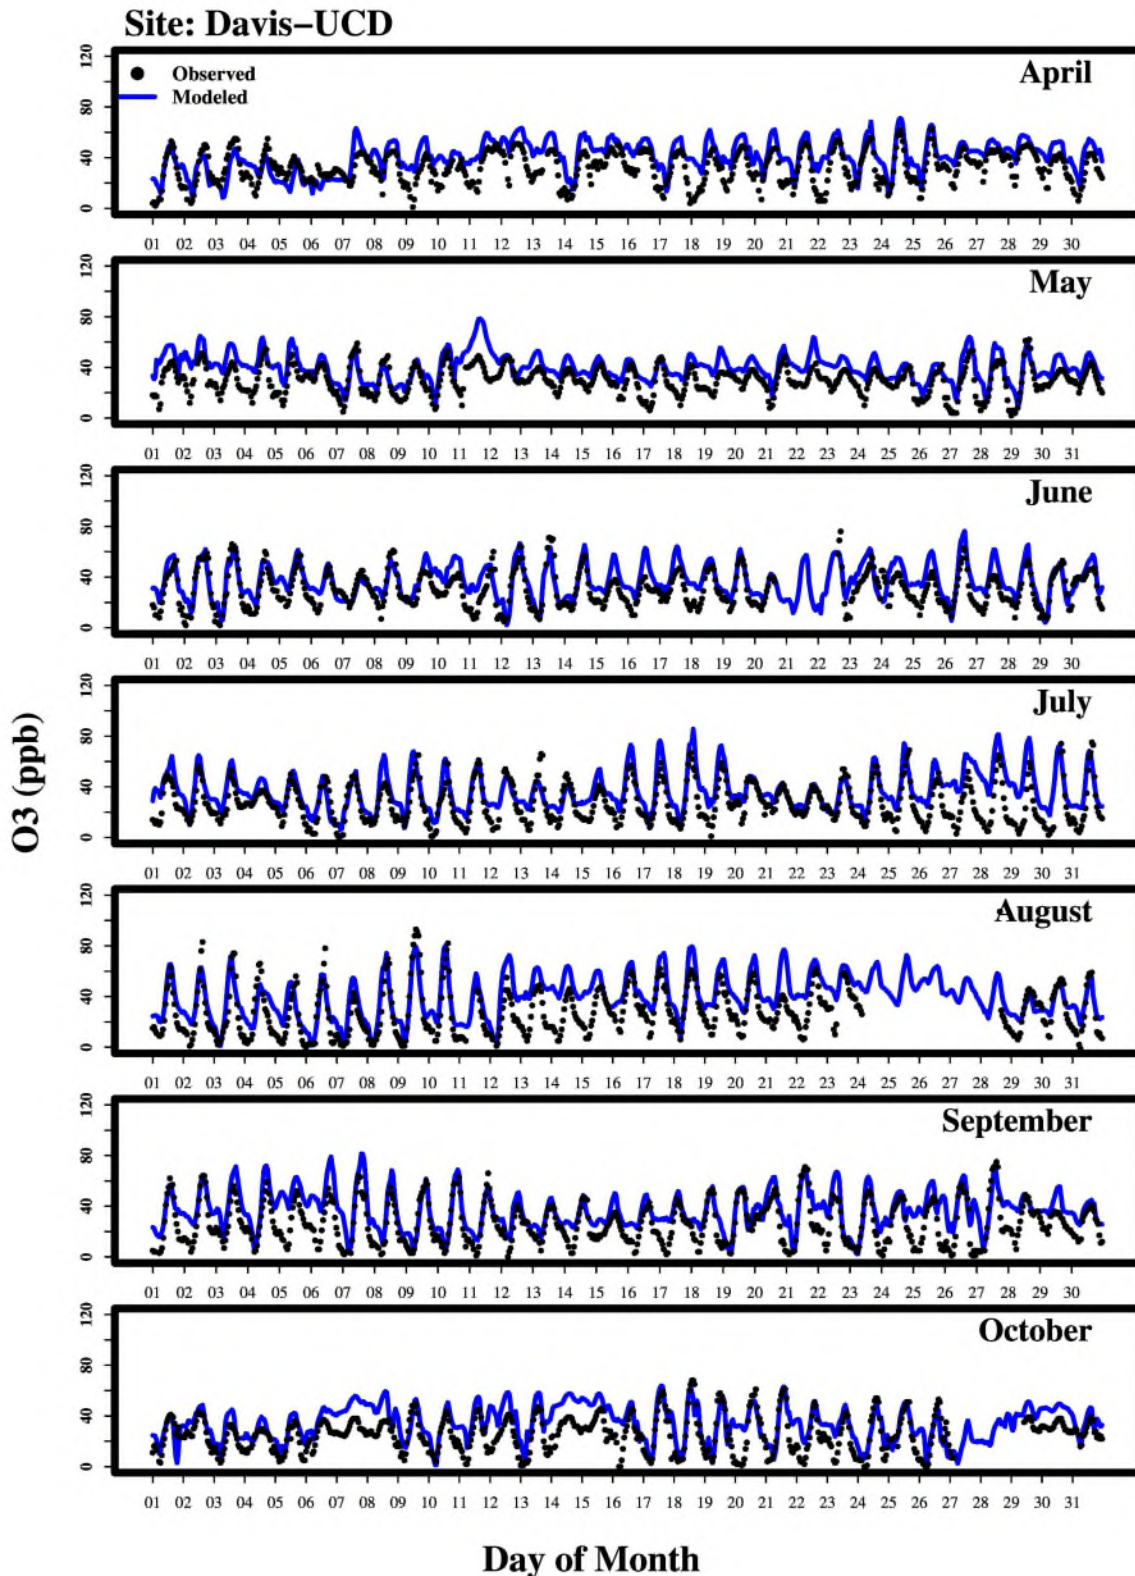 Site: Davis−UCD
Observed
Modeled
April
120
80
40
0
01 02 03 04 05 06 07 08 09 10 11 12 13 14 15 16 17 18 19 20 21 22 23 24 25 26 27 28 29 30
May
120
80
40
0
01 02 03 04 05 06 07 08 09 10 11 12 13 14 15 16 17 18 19 20 21 22 23 24 25 26 27 28 29 30 31
June
120
80
40
0
01 02 03 04 05 06 07 08 09 10 11 12 13 14 15 16 17 18 19 20 21 22 23 24 25 26 27 28 29 30
July
120
80
40
0
01 02 03 04 05 06 07 08 09 10 11 12 13 14 15 16 17 18 19 20 21 22 23 24 25 26 27 28 29 30 31
O3 (ppb)
August
120
80
40
0
01 02 03 04 05 06 07 08 09 10 11 12 13 14 15 16 17 18 19 20 21 22 23 24 25 26 27 28 29 30 31
September
120
80
40
0
01 02 03 04 05 06 07 08 09 10 11 12 13 14 15 16 17 18 19 20 21 22 23 24 25 26 27 28 29 30
October
120
80
40
0
01 02 03 04 05 06 07 08 09 10 11 12 13 14 15 16 17 18 19 20 21 22 23 24 25 26 27 28 29 30 31
Day of Month